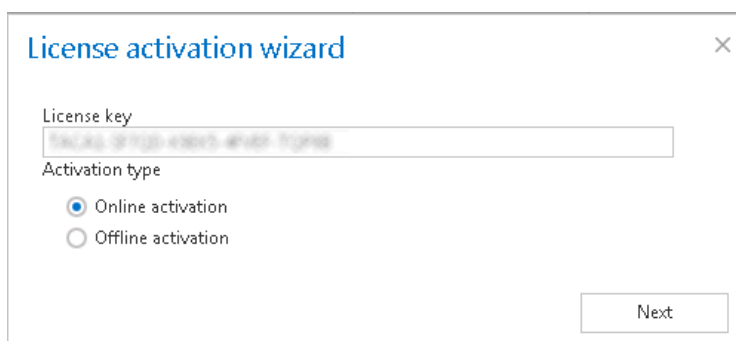 License activation wizard
License key
Activation type
Online activation
Offline activation
Next